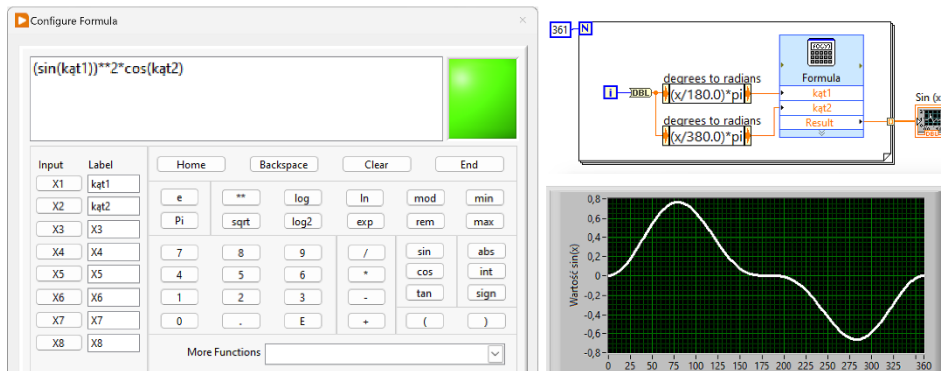 Configure Formula
(sin(kąt1))**2*cos(kąt2)
Input Label
X1 kąt1
X2 kąt2
X3 X3
X4 X4
X5 X5
X6 X6
X7 X7
X8 X8
Home Backspace Clear End
e ** log ln mod min
Pi sqrt log2 exp rem max
7 8 9 / sin abs
4 5 6 * cos int
1 2 3 - tan sign
0 . E + ( )
More Functions
361 N
i DBL
degrees to radians
(x/180.0)*pi
degrees to radians
(x/380.0)*pi
Formula
kąt1
kąt2
Result
Sin (x
DBL
Wartość sin(x)
0,8
0,6
0,4
0,2
0
-0,2
-0,4
-0,6
-0,8
0 25 50 75 100 125 150 175 200 225 250 275 300 325 360